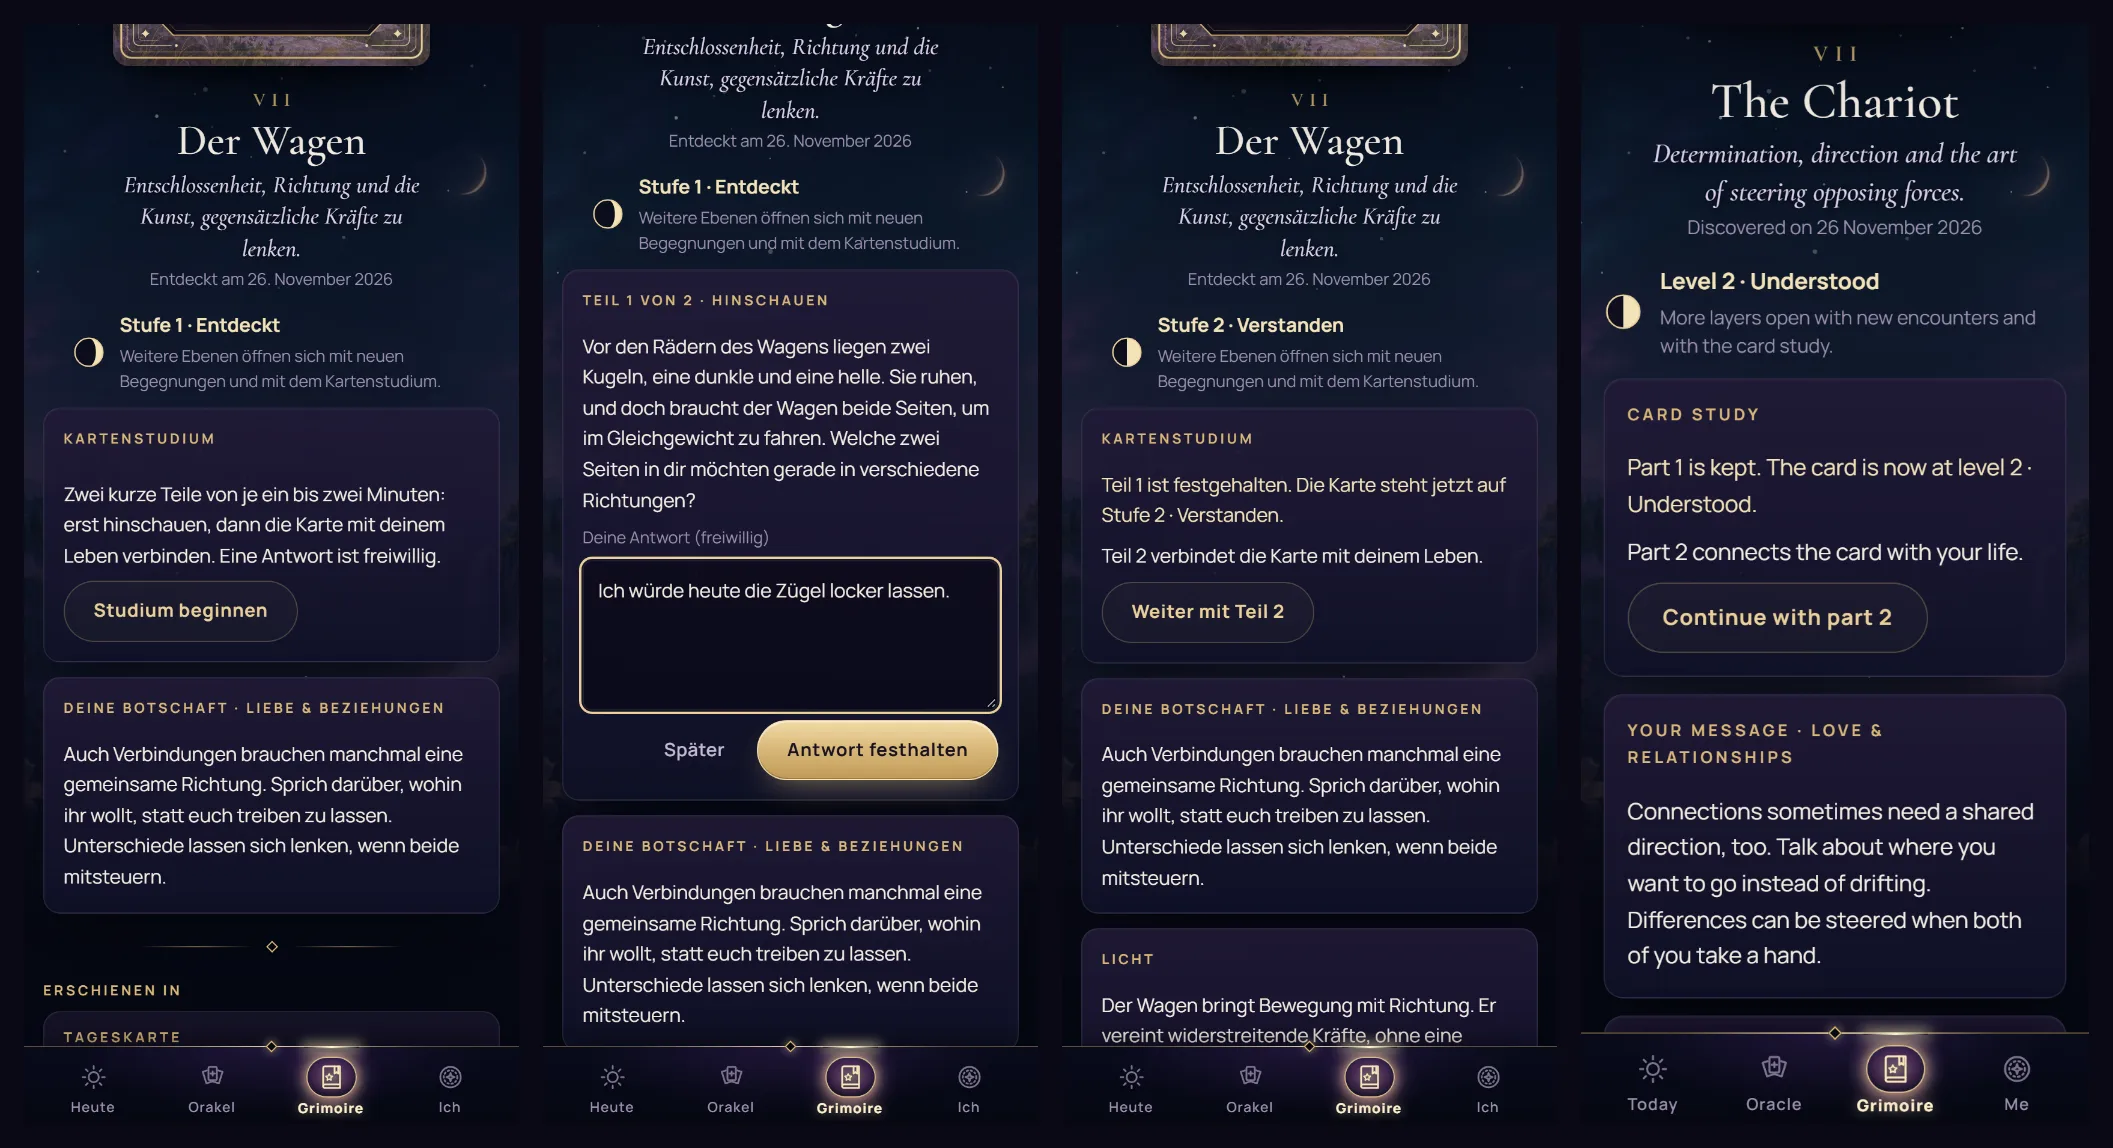 VII
Der Wagen
Entschlossenheit, Richtung und die
Kunst, gegensätzliche Kräfte zu
lenken.
Entdeckt am 26. November 2026
Stufe 1 · Entdeckt
Weitere Ebenen öffnen sich mit neuen
Begegnungen und mit dem Kartenstudium.
KARTENSTUDIUM
Zwei kurze Teile von je ein bis zwei Minuten:
erst hinschauen, dann die Karte mit deinem
Leben verbinden. Eine Antwort ist freiwillig.
Studium beginnen
DEINE BOTSCHAFT · LIEBE & BEZIEHUNGEN
Auch Verbindungen brauchen manchmal eine
gemeinsame Richtung. Sprich darüber, wohin
ihr wollt, statt euch treiben zu lassen.
Unterschiede lassen sich lenken, wenn beide
mitsteuern.
ERSCHIENEN IN
TAGESKARTE
Heute
Orakel
Grimoire
Ich
Entschlossenheit, Richtung und die
Kunst, gegensätzliche Kräfte zu
lenken.
Entdeckt am 26. November 2026
Stufe 1 · Entdeckt
Weitere Ebenen öffnen sich mit neuen
Begegnungen und mit dem Kartenstudium.
TEIL 1 VON 2 · HINSCHAUEN
Vor den Rädern des Wagens liegen zwei
Kugeln, eine dunkle und eine helle. Sie ruhen,
und doch braucht der Wagen beide Seiten, um
im Gleichgewicht zu fahren. Welche zwei
Seiten in dir möchten gerade in verschiedene
Richtungen?
Deine Antwort (freiwillig)
Ich würde heute die Zügel locker lassen.
Später
Antwort festhalten
DEINE BOTSCHAFT · LIEBE & BEZIEHUNGEN
Auch Verbindungen brauchen manchmal eine
gemeinsame Richtung. Sprich darüber, wohin
ihr wollt, statt euch treiben zu lassen.
Unterschiede lassen sich lenken, wenn beide
mitsteuern.
Heute
Orakel
Grimoire
Ich
VII
Der Wagen
Entschlossenheit, Richtung und die
Kunst, gegensätzliche Kräfte zu
lenken.
Entdeckt am 26. November 2026
Stufe 2 · Verstanden
Weitere Ebenen öffnen sich mit neuen
Begegnungen und mit dem Kartenstudium.
KARTENSTUDIUM
Teil 1 ist festgehalten. Die Karte steht jetzt auf
Stufe 2 · Verstanden.
Teil 2 verbindet die Karte mit deinem Leben.
Weiter mit Teil 2
DEINE BOTSCHAFT · LIEBE & BEZIEHUNGEN
Auch Verbindungen brauchen manchmal eine
gemeinsame Richtung. Sprich darüber, wohin
ihr wollt, statt euch treiben zu lassen.
Unterschiede lassen sich lenken, wenn beide
mitsteuern.
LICHT
Der Wagen bringt Bewegung mit Richtung. Er
vereint widerstreitende Kräfte, ohne eine
Heute
Orakel
Grimoire
Ich
VII
The Chariot
Determination, direction and the art
of steering opposing forces.
Discovered on 26 November 2026
Level 2 · Understood
More layers open with new encounters and
with the card study.
CARD STUDY
Part 1 is kept. The card is now at level 2 ·
Understood.
Part 2 connects the card with your life.
Continue with part 2
YOUR MESSAGE · LOVE &
RELATIONSHIPS
Connections sometimes need a shared
direction, too. Talk about where you
want to go instead of drifting.
Differences can be steered when both
of you take a hand.
Today
Oracle
Grimoire
Me